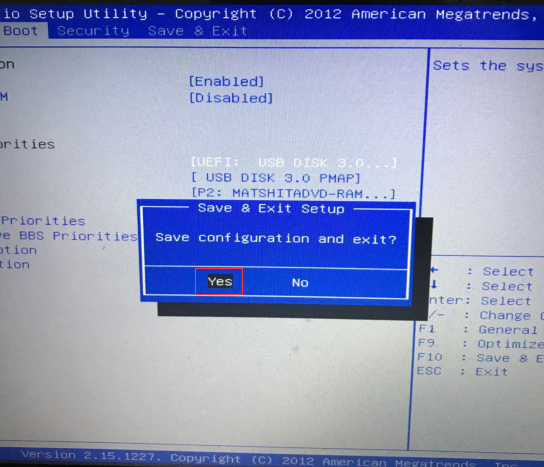 io Setup Utility – Copyright (C) 2012 American Megatrends,
Boot Security Save & Exit
on
[Enabled]
M [Disabled]
Sets the sys
orities
[UEFI: USB DISK 3.0...]
[ USB DISK 3.0 PMAP]
[P2: MATSHITADVD-RAM...]
Priorities
ve BBS Priorities
ption
tion
Save & Exit Setup
Save configuration and exit?
Yes No
: Select
: Select
nter: Select
/– : Change
F1 : General
F9 : Optimize
F10 : Save & E
ESC : Exit
Version 2.15.1227. Copyright (C) 2012 American Megatrends, Inc